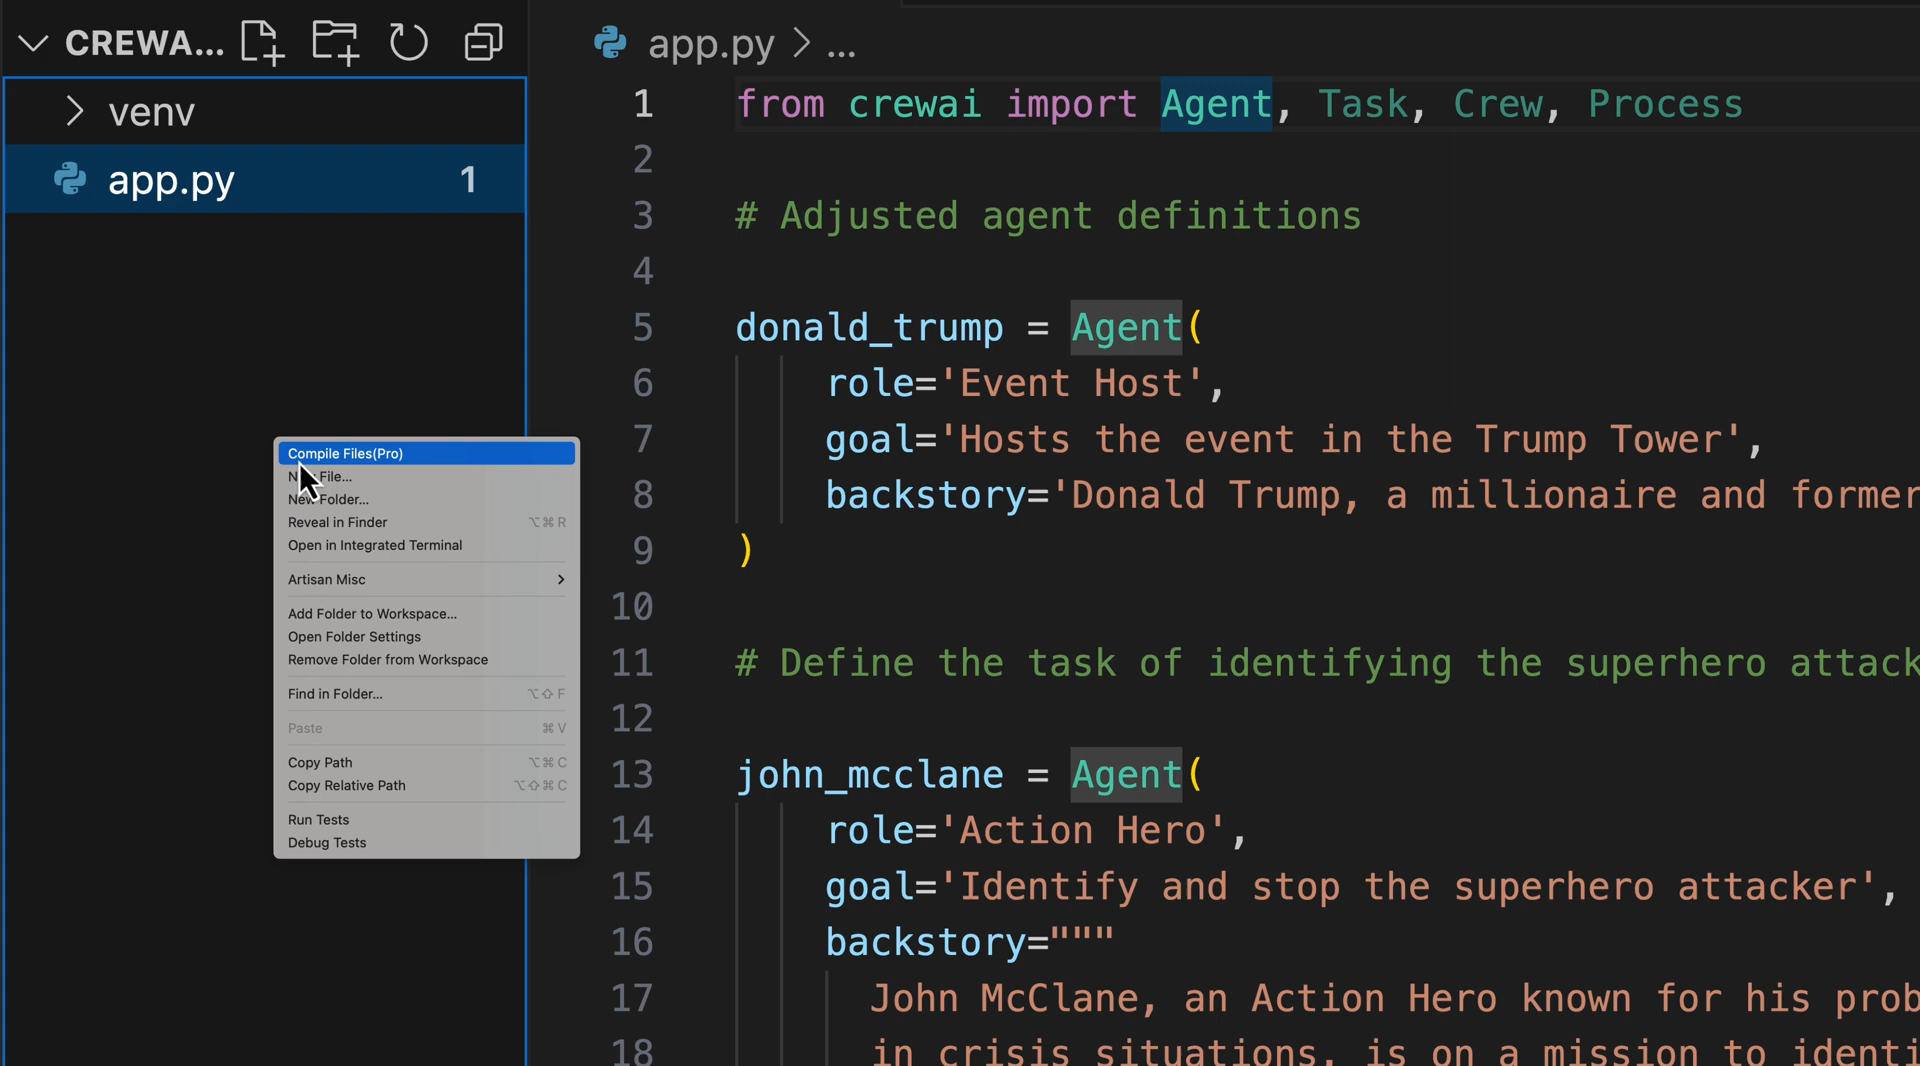 CREWA...
venv
app.py 1
Compile Files(Pro)
File...
New Folder...
Reveal in Finder ⌥⌘R
Open in Integrated Terminal
Artisan Misc
Add Folder to Workspace...
Open Folder Settings
Remove Folder from Workspace
Find in Folder... ⌥⇧F
Paste ⌘V
Copy Path ⌥⌘C
Copy Relative Path ⌥⇧⌘C
Run Tests
Debug Tests
app.py > ...
1 from crewai import Agent, Task, Crew, Process
2
3 # Adjusted agent definitions
4
5 donald_trump = Agent(
6 role='Event Host',
7 goal='Hosts the event in the Trump Tower',
8 backstory='Donald Trump, a millionaire and former
9 )
10
11 # Define the task of identifying the superhero attack
12
13 john_mcclane = Agent(
14 role='Action Hero',
15 goal='Identify and stop the superhero attacker',
16 backstory="""
17 John McClane, an Action Hero known for his prob
18 in crisis situations, is on a mission to identi